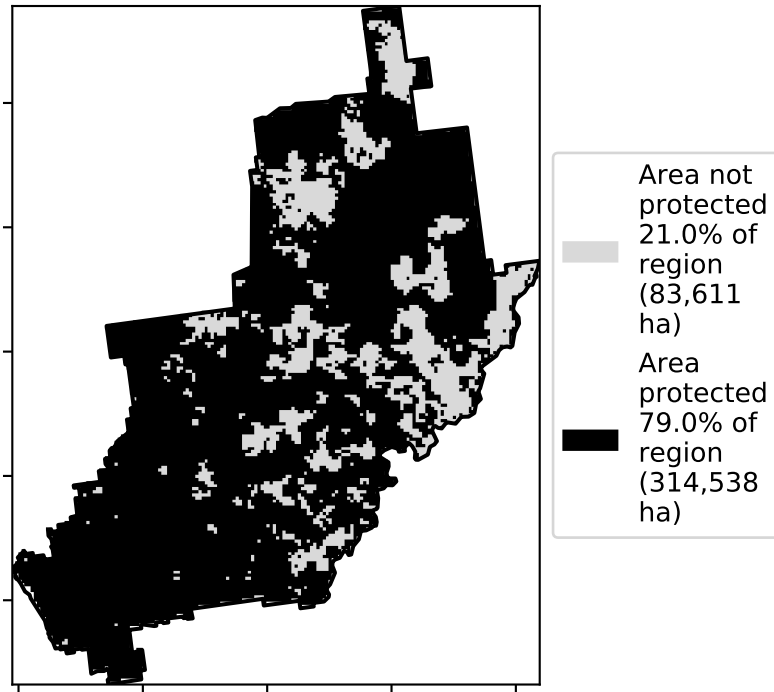 Area not
protected
21.0% of
region
(83,611
ha)
Area
protected
79.0% of
region
(314,538
ha)